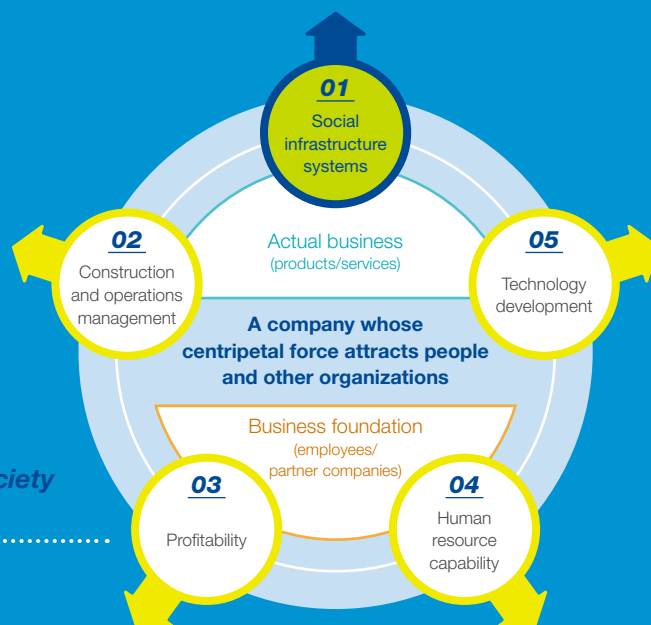 01
Social
infrastructure
systems
02
Construction
and operations
management
Actual business
(products/services)
05
Technology
development
A company whose
centripetal force attracts people
and other organizations
Business foundation
(employees/
partner companies)
03
Profitability
04
Human
resource
capability